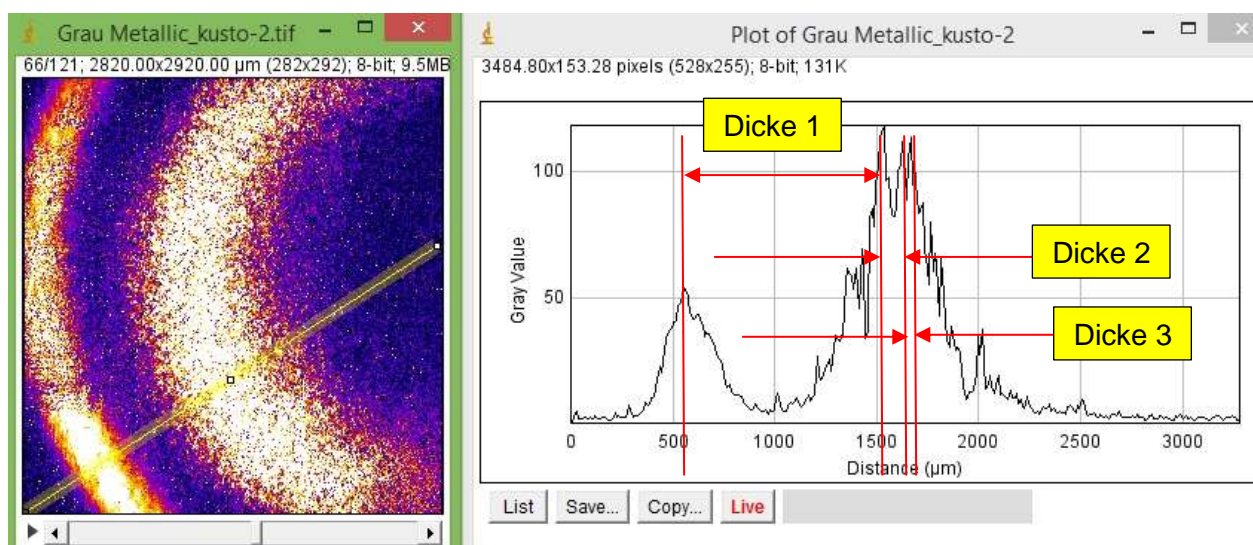 Grau Metallic_kusto-2.tif
66/121; 2820.00x2920.00 µm (282x292); 8-bit; 9.5MB
Plot of Grau Metallic_kusto-2
3484.80x153.28 pixels (528x255); 8-bit; 131K
Dicke 1
Dicke 2
Dicke 3
100
50
Gray Value
0 500 1000 1500 2000 2500 3000
Distance (µm)
List Save... Copy... Live